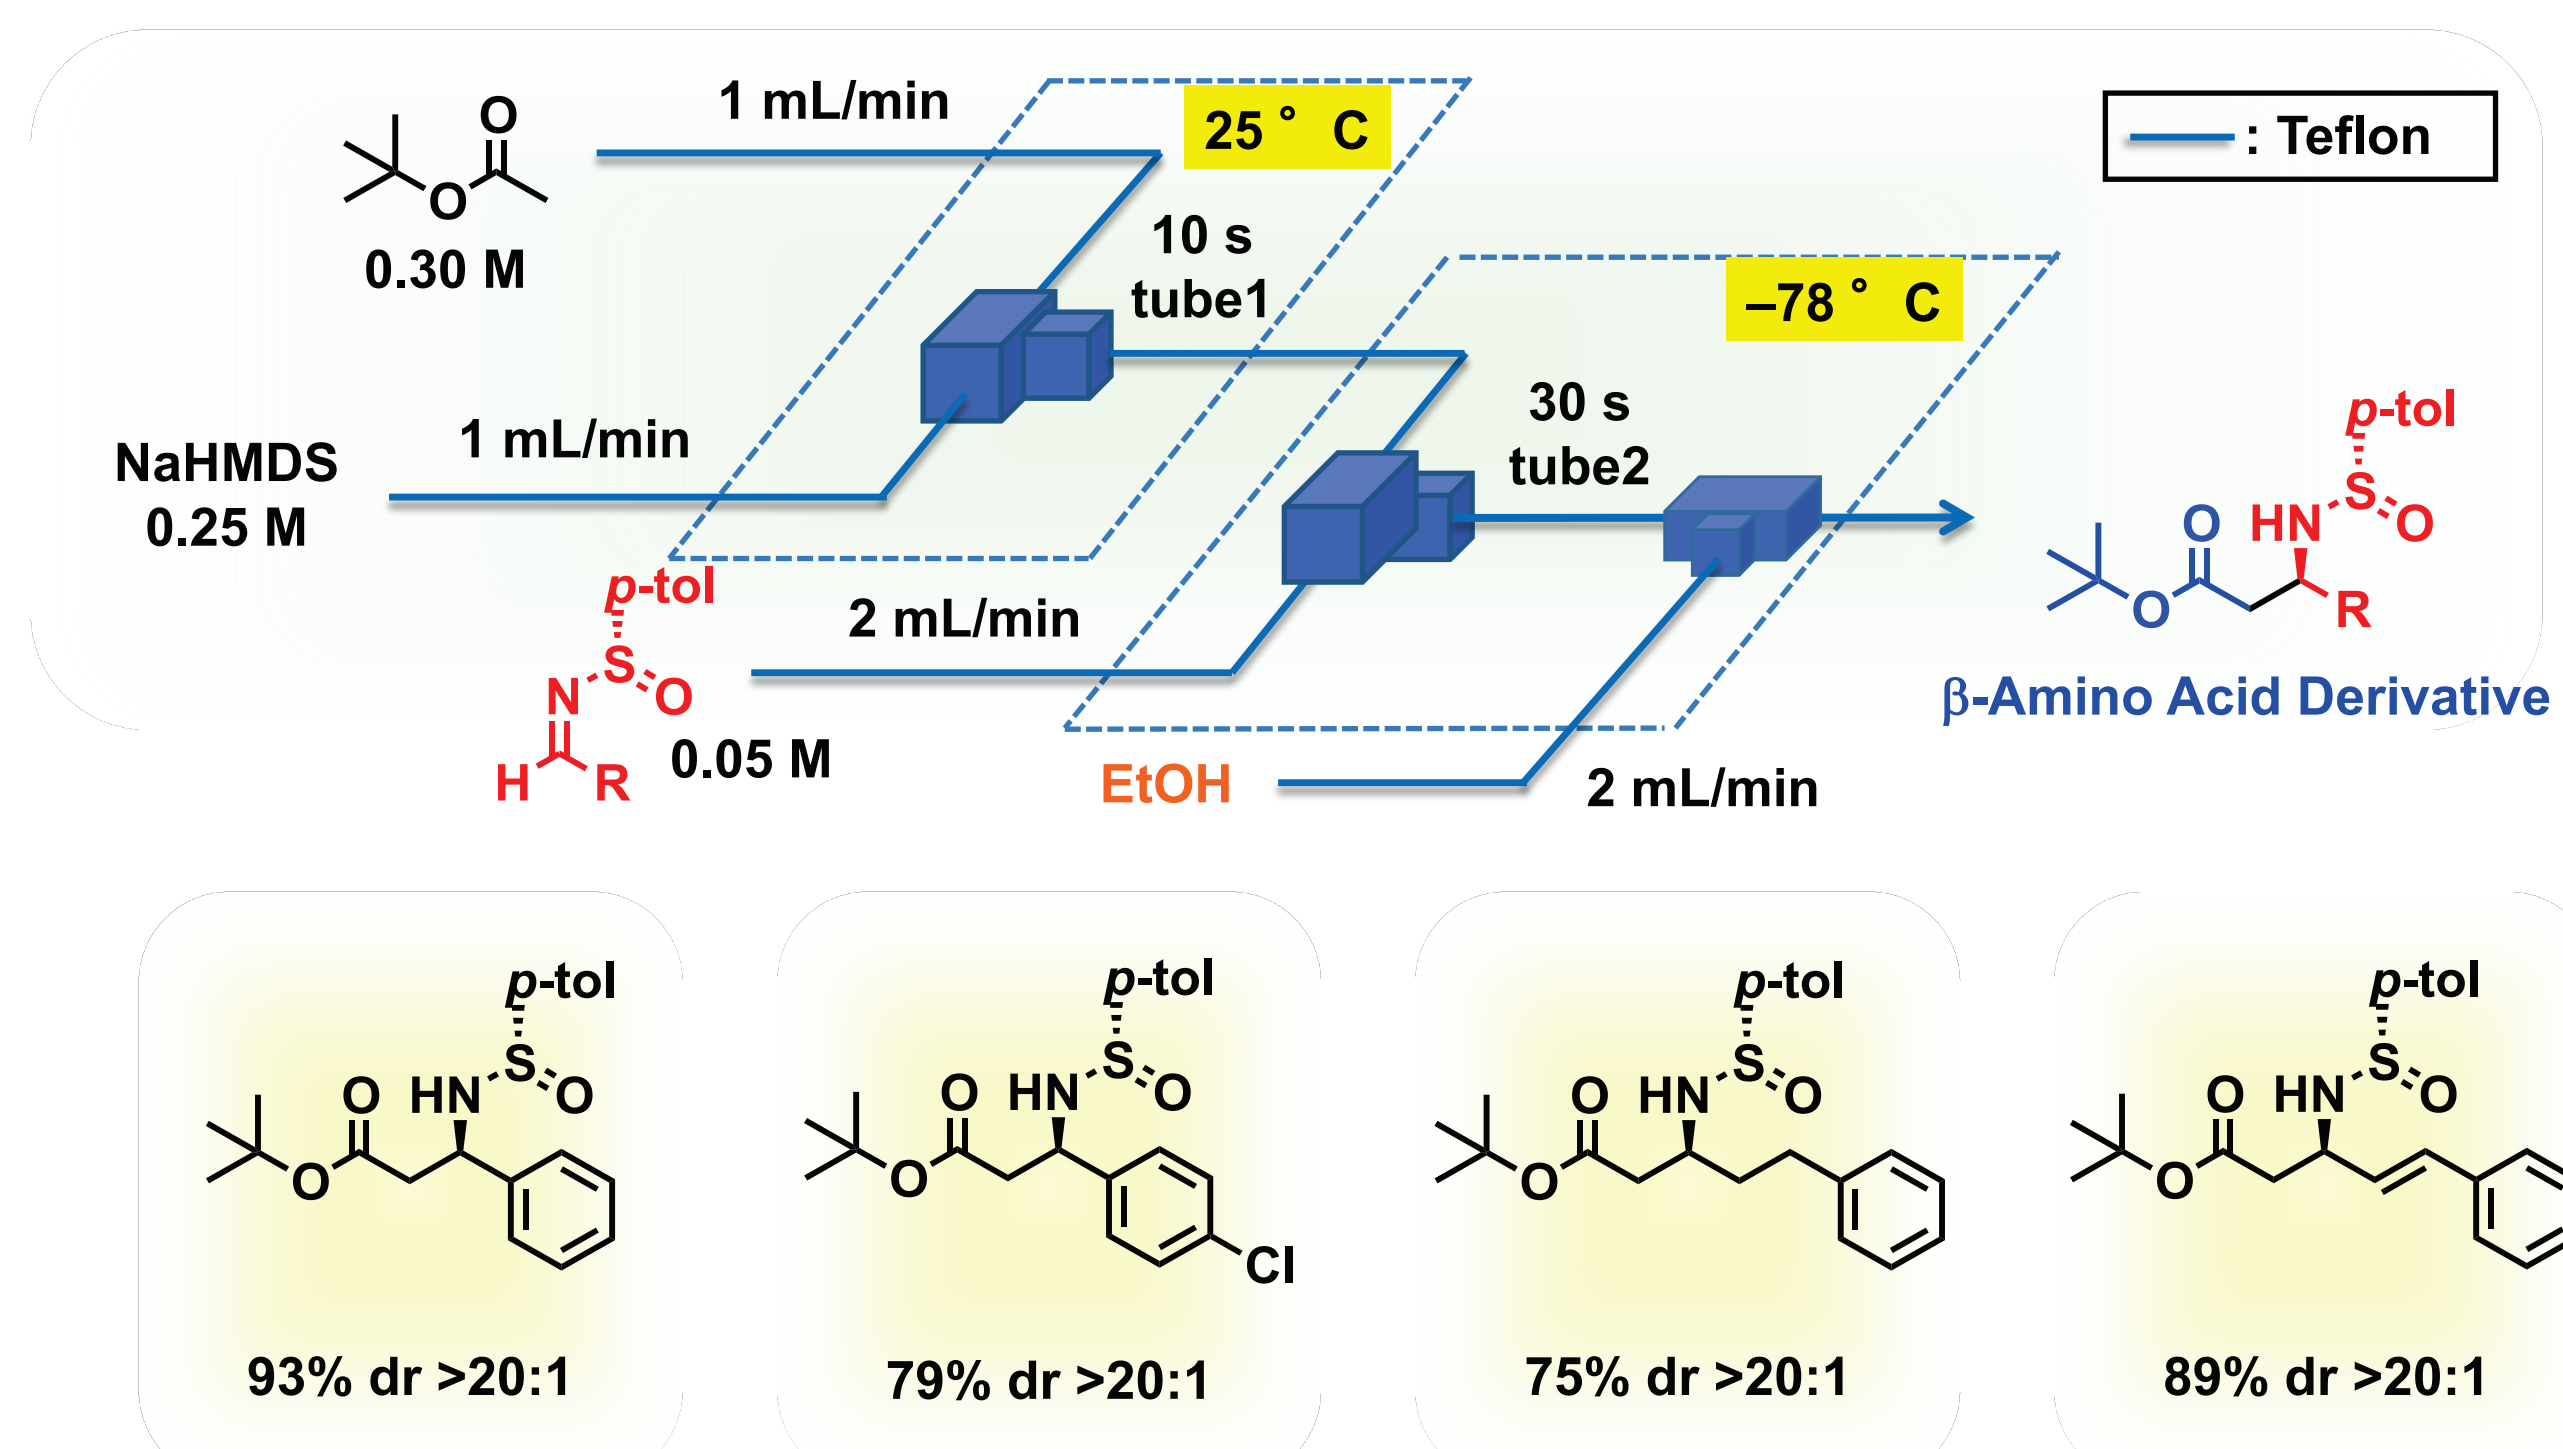 1 mL/min
25 °C
: Teflon
O
O
0.30 M
10 s
tube1
–78 °C
NaHMDS
0.25 M
1 mL/min
30 s
tube2
p-tol
S
HN
O
O
O
R
β-Amino Acid Derivative
p-tol
S
N
O
H
R
0.05 M
2 mL/min
EtOH
2 mL/min
p-tol
S
O
HN
O
O
93% dr >20:1
p-tol
S
O
HN
O
O
Cl
79% dr >20:1
p-tol
S
O
HN
O
O
75% dr >20:1
p-tol
S
O
HN
O
O
89% dr >20:1